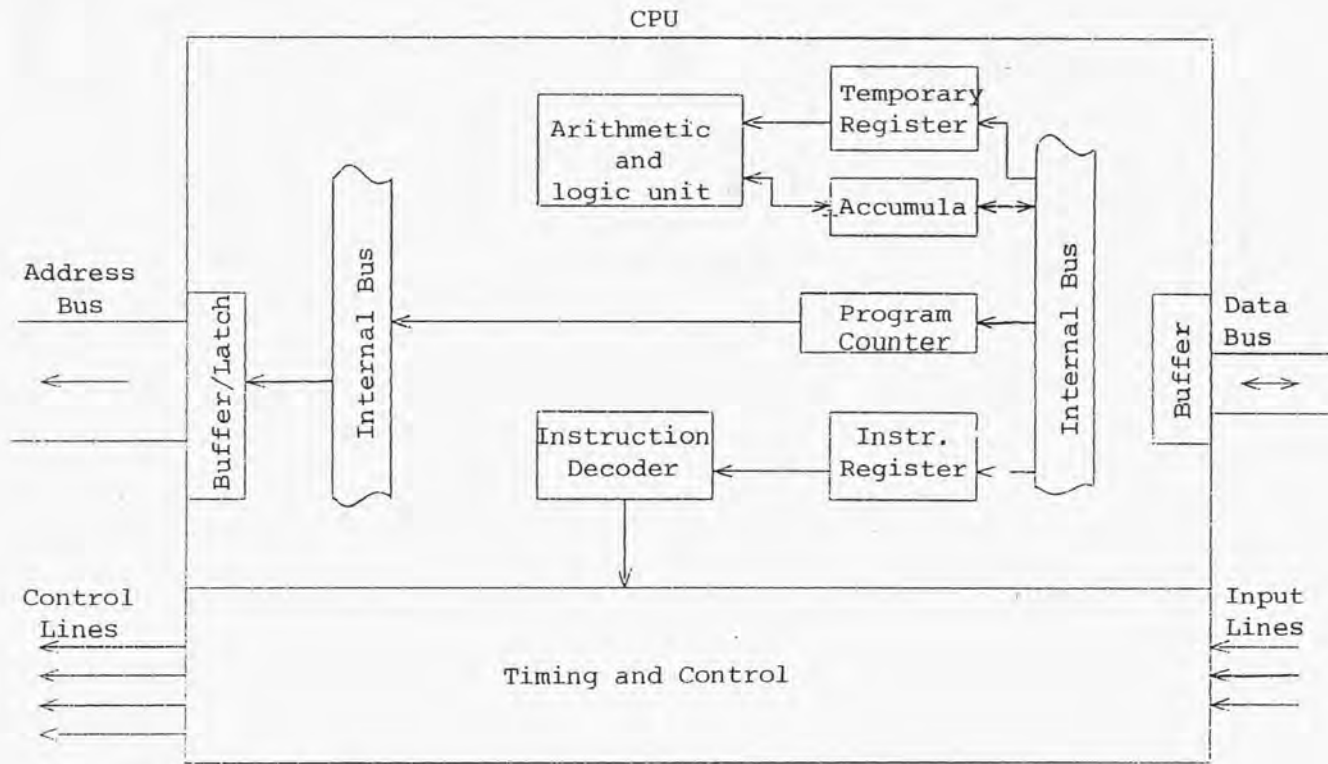 CPU
Temporary
Register
Arithmetic
and
logic unit
Accumula
Address
Bus
Buffer/Latch
Internal Bus
Program
Counter
Internal Bus
Buffer
Data
Bus
Instruction
Decoder
Instr.
Register
Control
Lines
Timing and Control
Input
Lines